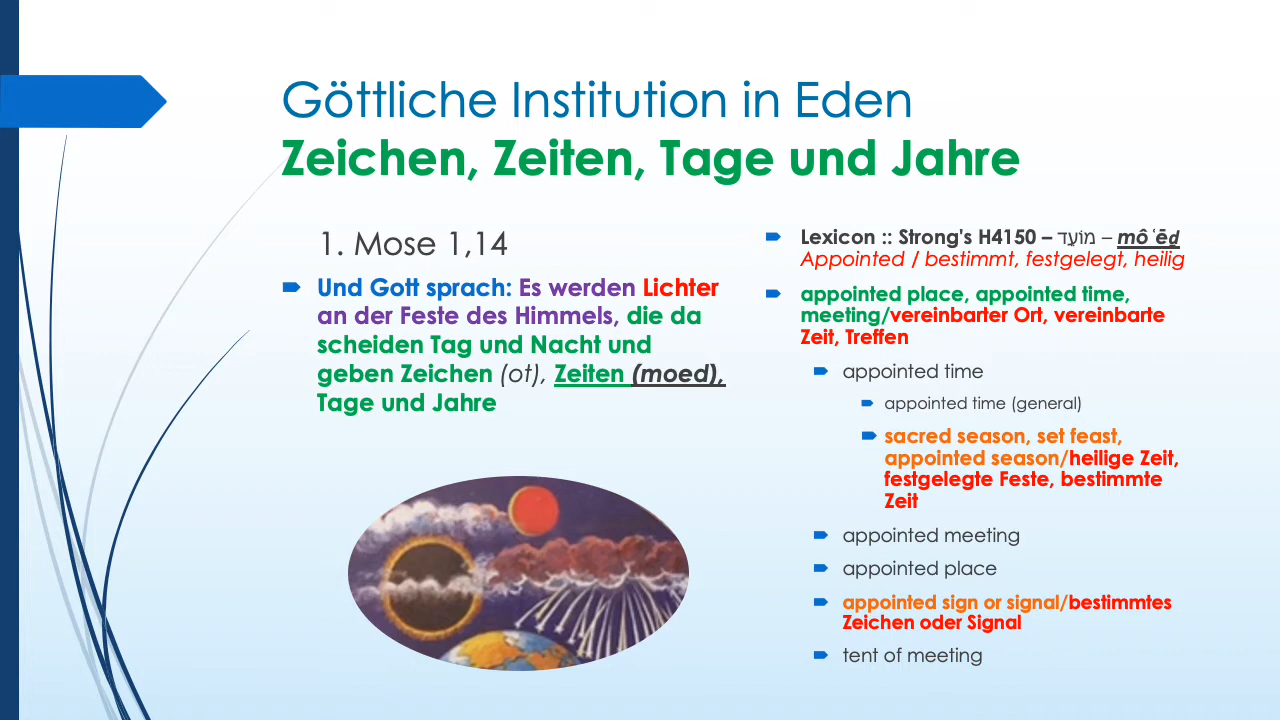 Göttliche Institution in Eden
Zeichen, Zeiten, Tage und Jahre
1. Mose 1,14
Und Gott sprach: Es werden Lichter
an der Feste des Himmels, die da
scheiden Tag und Nacht und
geben Zeichen (ot), Zeiten (moed),
Tage und Jahre
Lexicon :: Strong's H4150 – מוֹעֵד – môʿēḏ
Appointed / bestimmt, festgelegt, heilig
appointed place, appointed time,
meeting/vereinbarter Ort, vereinbarte
Zeit, Treffen
appointed time
appointed time (general)
sacred season, set feast,
appointed season/heilige Zeit,
festgelegte Feste, bestimmte
Zeit
appointed meeting
appointed place
appointed sign or signal/bestimmtes
Zeichen oder Signal
tent of meeting